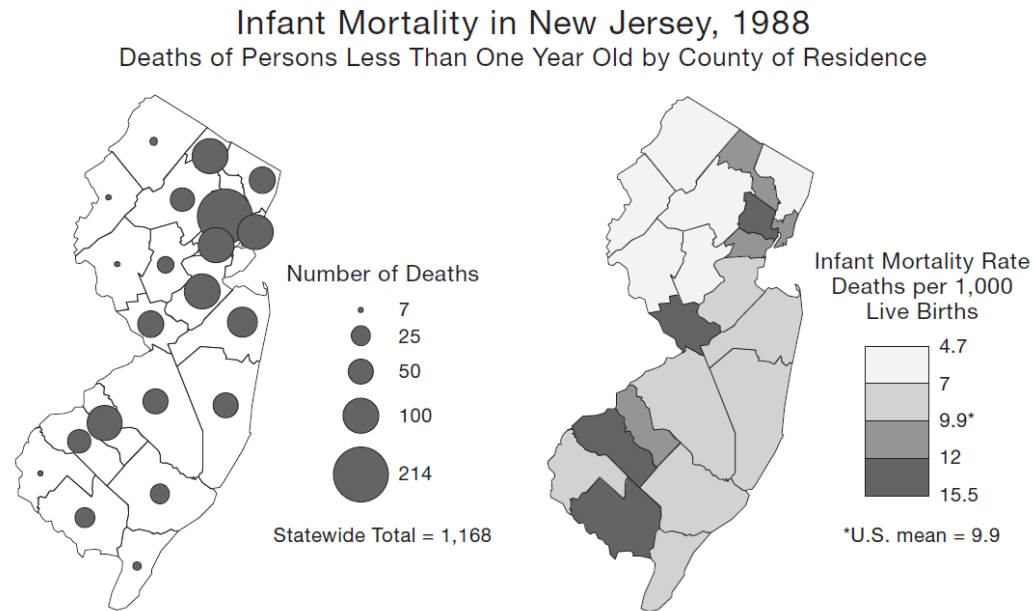 Infant Mortality in New Jersey, 1988
Deaths of Persons Less Than One Year Old by County of Residence
Number of Deaths
7
25
50
100
214
Statewide Total = 1,168
Infant Mortality Rate
Deaths per 1,000
Live Births
4.7
7
9.9*
12
15.5
*U.S. mean = 9.9